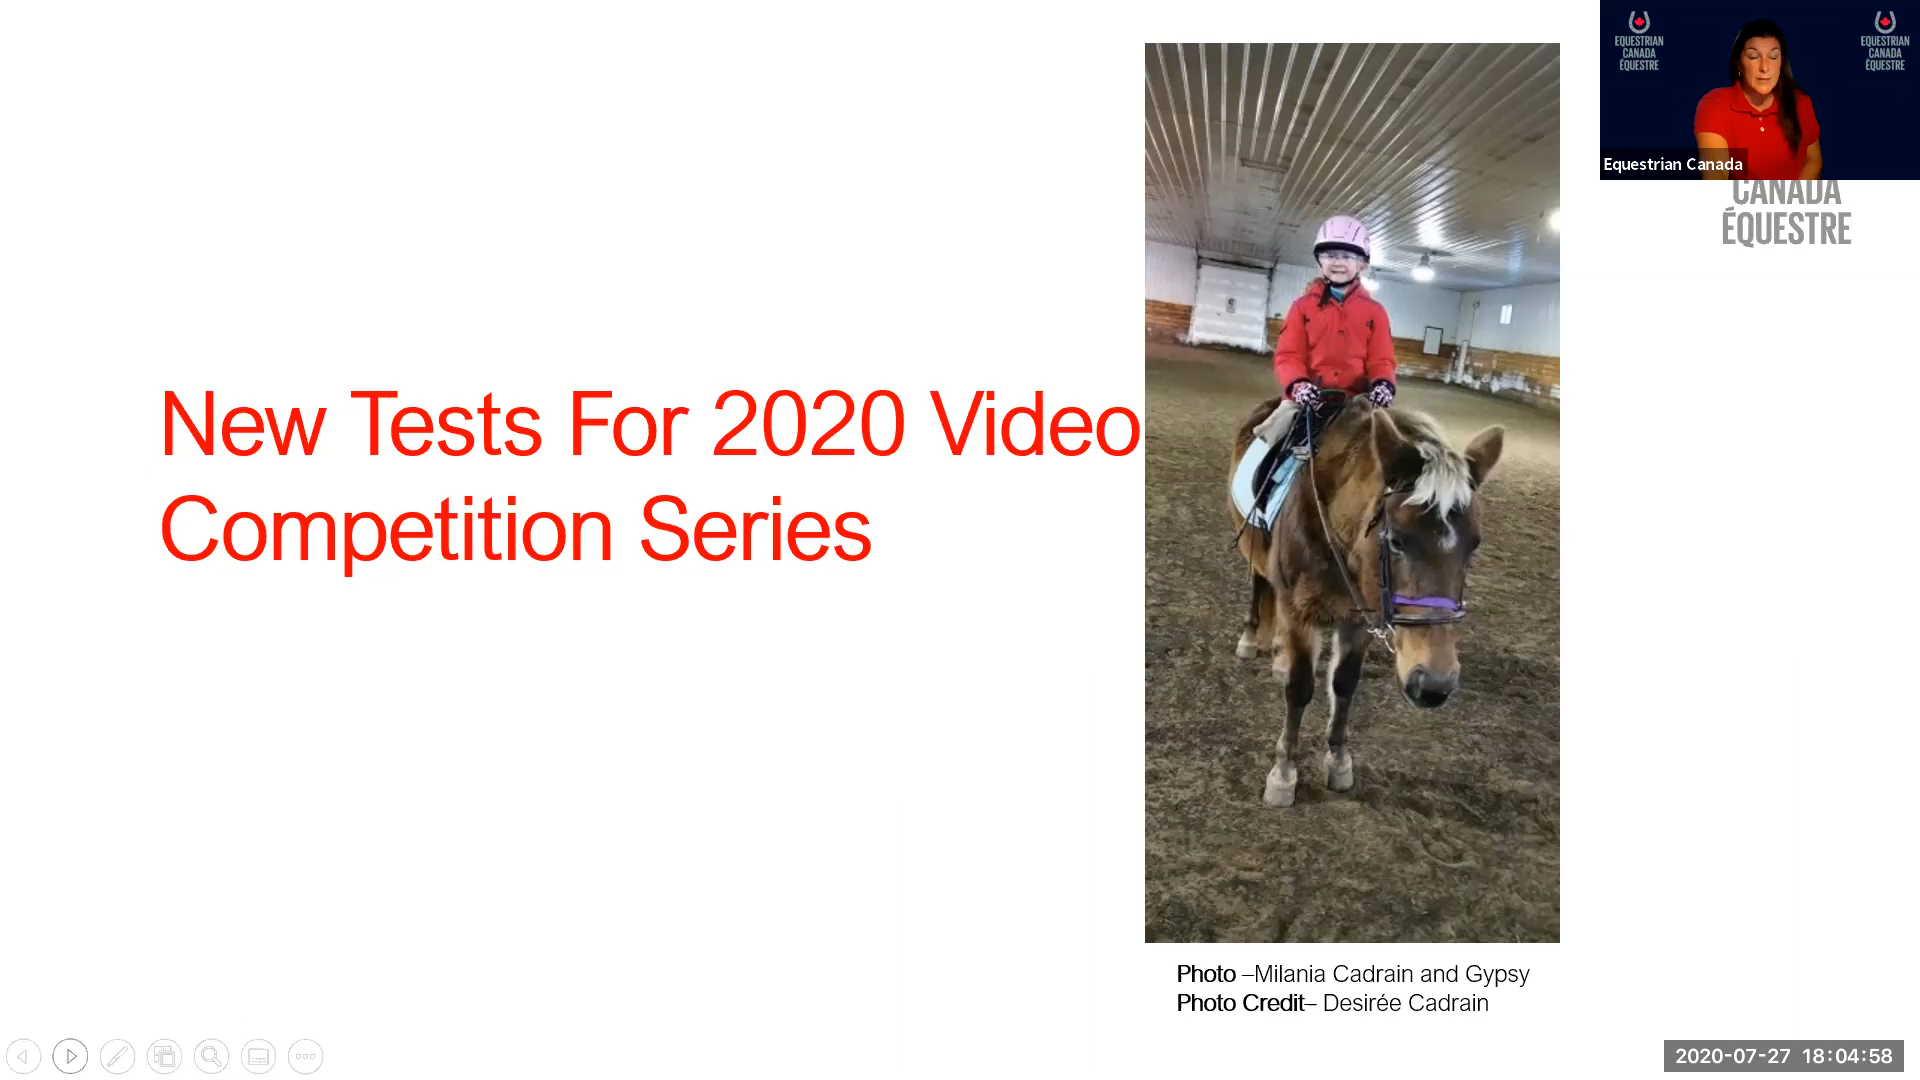 New Tests For 2020 Video
Competition Series
EQUESTRIAN
CANADA
ÉQUESTRE
EQUESTRIAN
CANADA
ÉQUESTRE
Equestrian Canada
CANADA
ÉQUESTRE
Photo –Milania Cadrain and Gypsy
Photo Credit– Desirée Cadrain
2020-07-27 18:04:58